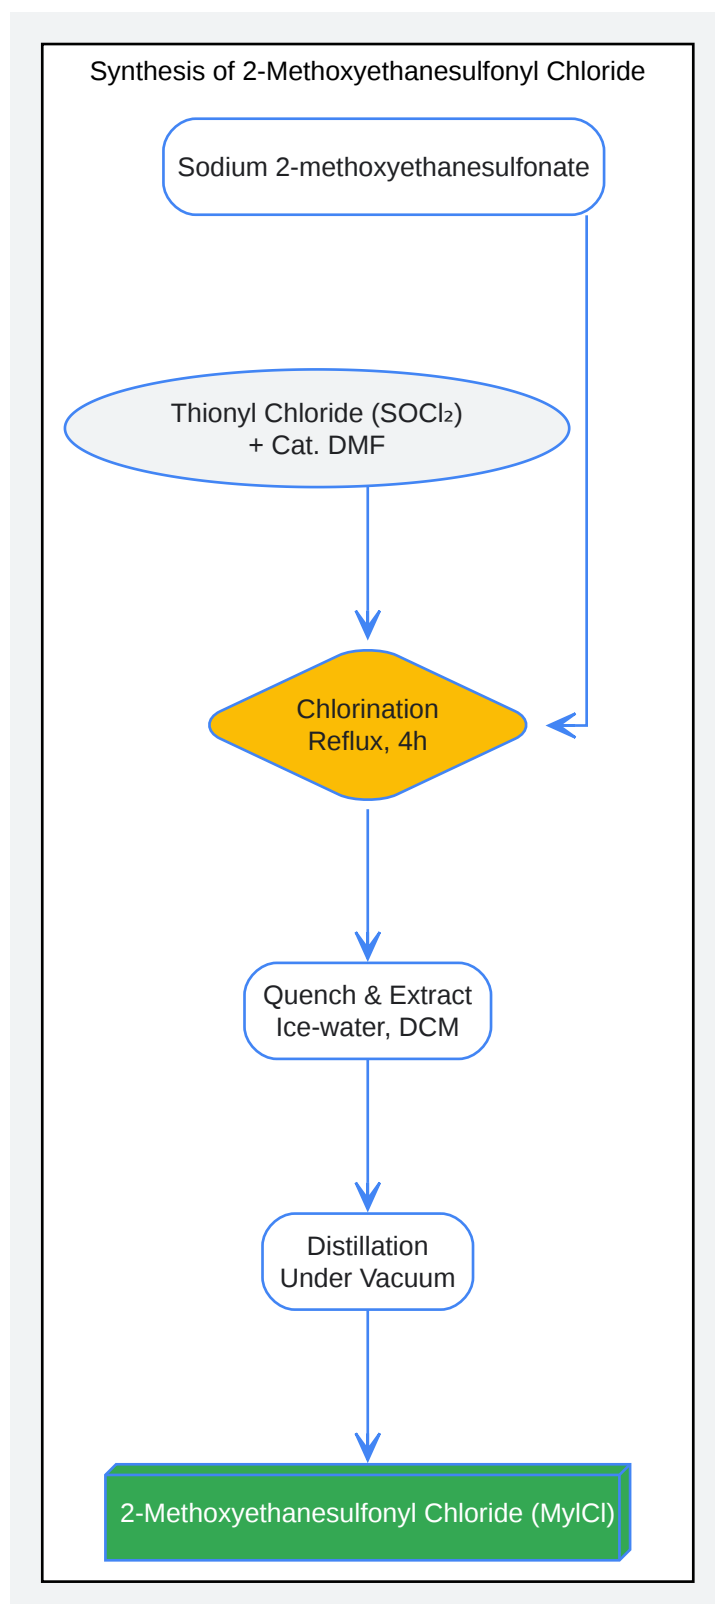 Synthesis of 2-Methoxyethanesulfonyl Chloride
Sodium 2-methoxyethanesulfonate
Thionyl Chloride (SOCl₂)
+ Cat. DMF
Chlorination
Reflux, 4h
Quench & Extract
Ice-water, DCM
Distillation
Under Vacuum
2-Methoxyethanesulfonyl Chloride (MylCl)